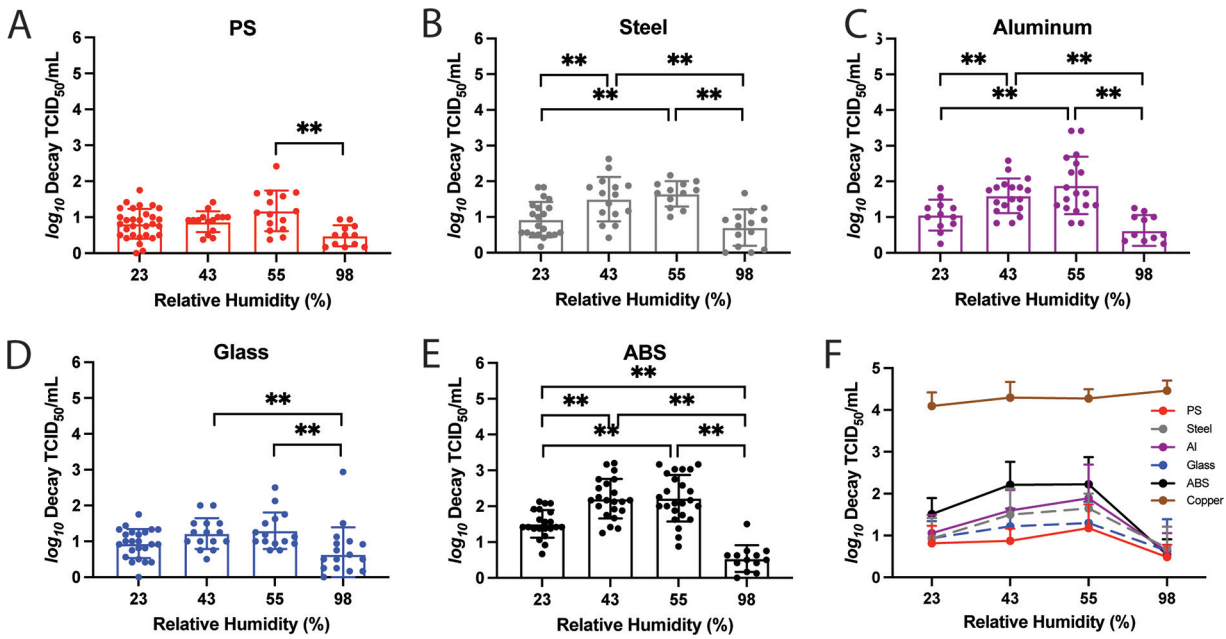 A
PS
log10 Decay TCID50/mL
6
5
4
3
2
1
0
**
23 43 55 98
Relative Humidity (%)
B
Steel
log10 Decay TCID50/mL
6
5
4
3
2
1
0
** **
** **
23 43 55 98
Relative Humidity (%)
C
Aluminum
log10 Decay TCID50/mL
6
5
4
3
2
1
0
** **
** **
23 43 55 98
Relative Humidity (%)
D
Glass
log10 Decay TCID50/mL
6
5
4
3
2
1
0
**
**
23 43 55 98
Relative Humidity (%)
E
ABS
log10 Decay TCID50/mL
6
5
4
3
2
1
0
**
** **
** **
23 43 55 98
Relative Humidity (%)
F
log10 Decay TCID50/mL
5
4
3
2
1
0
PS
Steel
Al
Glass
ABS
Copper
23 43 55 98
Relative Humidity (%)